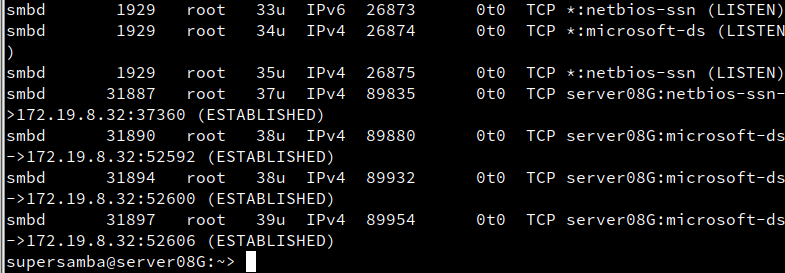 smbd      1929   root   33u  IPv6  26873      0t0  TCP *:netbios-ssn (LISTEN)
smbd      1929   root   34u  IPv4  26874      0t0  TCP *:microsoft-ds (LISTEN
)
smbd      1929   root   35u  IPv4  26875      0t0  TCP *:netbios-ssn (LISTEN)
smbd     31887   root   37u  IPv4  89835      0t0  TCP server08G:netbios-ssn-
>172.19.8.32:37360 (ESTABLISHED)
smbd     31890   root   38u  IPv4  89880      0t0  TCP server08G:microsoft-ds
->172.19.8.32:52592 (ESTABLISHED)
smbd     31894   root   38u  IPv4  89932      0t0  TCP server08G:microsoft-ds
->172.19.8.32:52600 (ESTABLISHED)
smbd     31897   root   39u  IPv4  89954      0t0  TCP server08G:microsoft-ds
->172.19.8.32:52606 (ESTABLISHED)
supersamba@server08G:~>